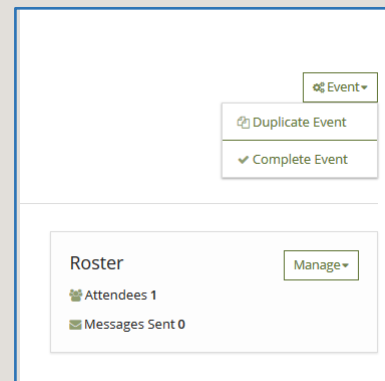 Event
Duplicate Event
Complete Event
Roster
Manage
Attendees 1
Messages Sent 0